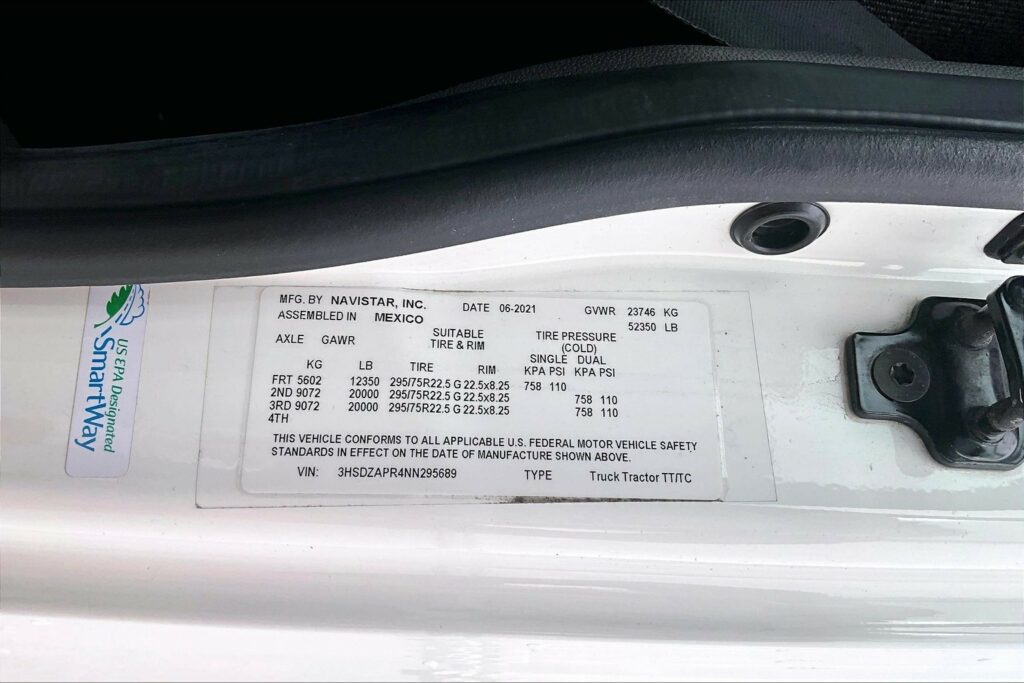 MFG. BY NAVISTAR, INC. DATE 06-2021 GVWR 23746 KG
ASSEMBLED IN MEXICO 52350 LB
AXLE GAWR SUITABLE TIRE & RIM TIRE PRESSURE (COLD)
SINGLE DUAL
KG LB TIRE RIM KPA PSI KPA PSI
FRT 5602 12350 295/75R22.5 G 22.5x8.25 758 110
2ND 9072 20000 295/75R22.5 G 22.5x8.25 758 110
3RD 9072 20000 295/75R22.5 G 22.5x8.25 758 110
4TH
THIS VEHICLE CONFORMS TO ALL APPLICABLE U.S. FEDERAL MOTOR VEHICLE SAFETY
STANDARDS IN EFFECT ON THE DATE OF MANUFACTURE SHOWN ABOVE.
VIN: 3HSDZAPR4NN295689 TYPE Truck Tractor TT/TC
US EPA Designated
SmartWay